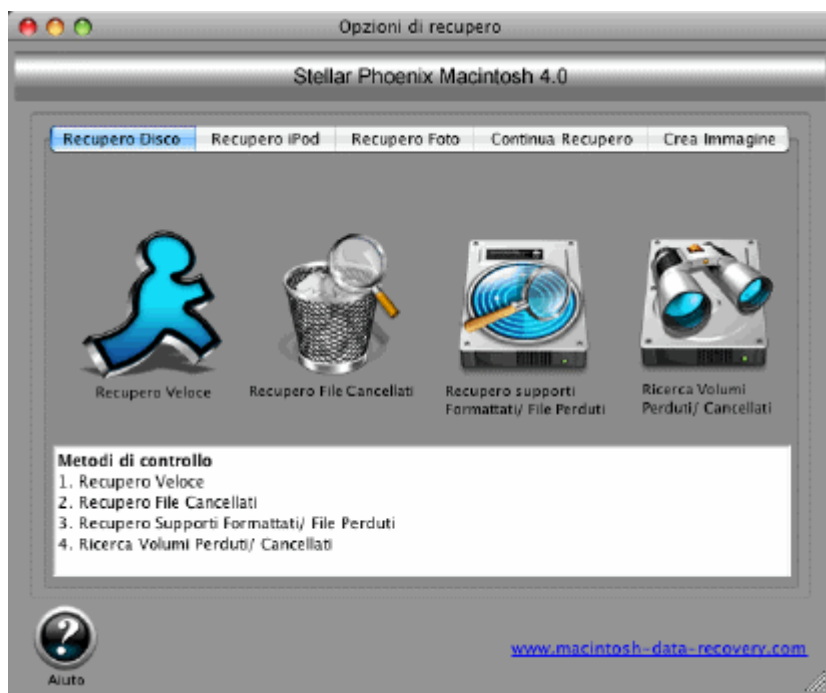 Opzioni di recupero
Stellar Phoenix Macintosh 4.0
Recupero Disco
Recupero iPod
Recupero Foto
Continua Recupero
Crea Immagine
Recupero Veloce
Recupero File Cancellati
Recupero supporti
Formattati/ File Perduti
Ricerca Volumi
Perduti/ Cancellati
Metodi di controllo
1. Recupero Veloce
2. Recupero File Cancellati
3. Recupero Supporti Formattati/ File Perduti
4. Ricerca Volumi Perduti/ Cancellati
?
Aiuto
www.macintosh-data-recovery.com